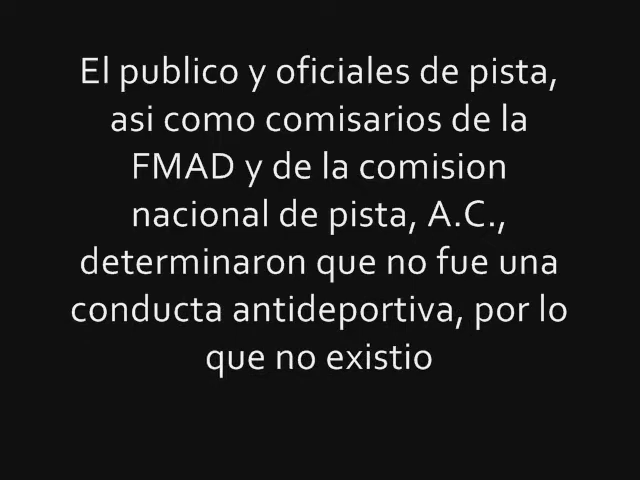 El publico y oficiales de pista,
asi como comisarios de la
FMAD y de la comision
nacional de pista, A.C.,
determinaron que no fue una
conducta antideportiva, por lo
que no existio